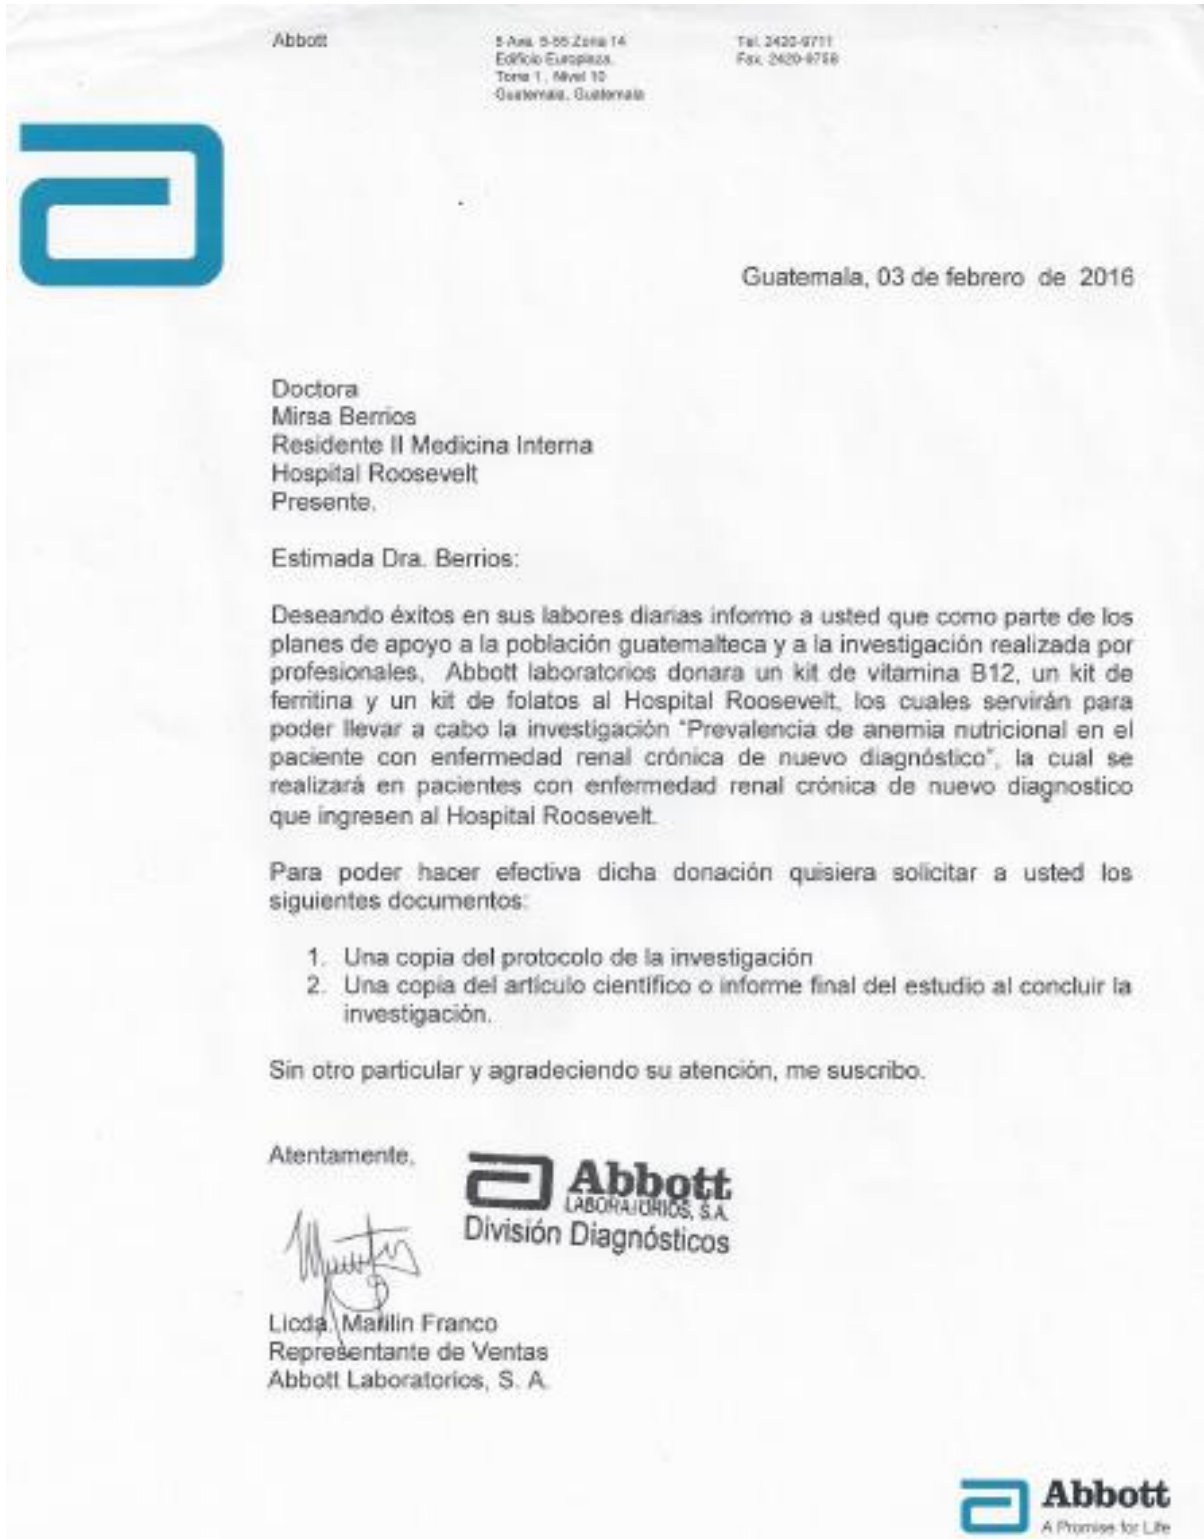 Abbott
5 Ava. 5-55 Zona 14
Edificio Europlaza.
Torre 1, Nivel 10
Guatemala, Guatemala
Tel. 2420-9711
Fax. 2420-9758
Guatemala, 03 de febrero de 2016
Doctora
Mirsa Berrios
Residente II Medicina Interna
Hospital Roosevelt
Presente.
Estimada Dra. Berrios:
Deseando éxitos en sus labores diarias informo a usted que como parte de los
planes de apoyo a la población guatemalteca y a la investigación realizada por
profesionales, Abbott laboratorios donara un kit de vitamina B12, un kit de
ferritina y un kit de folatos al Hospital Roosevelt, los cuales servirán para
poder llevar a cabo la investigación “Prevalencia de anemia nutricional en el
paciente con enfermedad renal crónica de nuevo diagnóstico”, la cual se
realizará en pacientes con enfermedad renal crónica de nuevo diagnostico
que ingresen al Hospital Roosevelt.
Para poder hacer efectiva dicha donación quisiera solicitar a usted los
siguientes documentos:
1. Una copia del protocolo de la investigación
2. Una copia del artículo científico o informe final del estudio al concluir la
investigación.
Sin otro particular y agradeciendo su atención, me suscribo.
Atentamente,
Abbott
LABORATORIOS, S.A.
División Diagnósticos
Licda. Marilin Franco
Representante de Ventas
Abbott Laboratorios, S. A.
Abbott
A Promise for Life